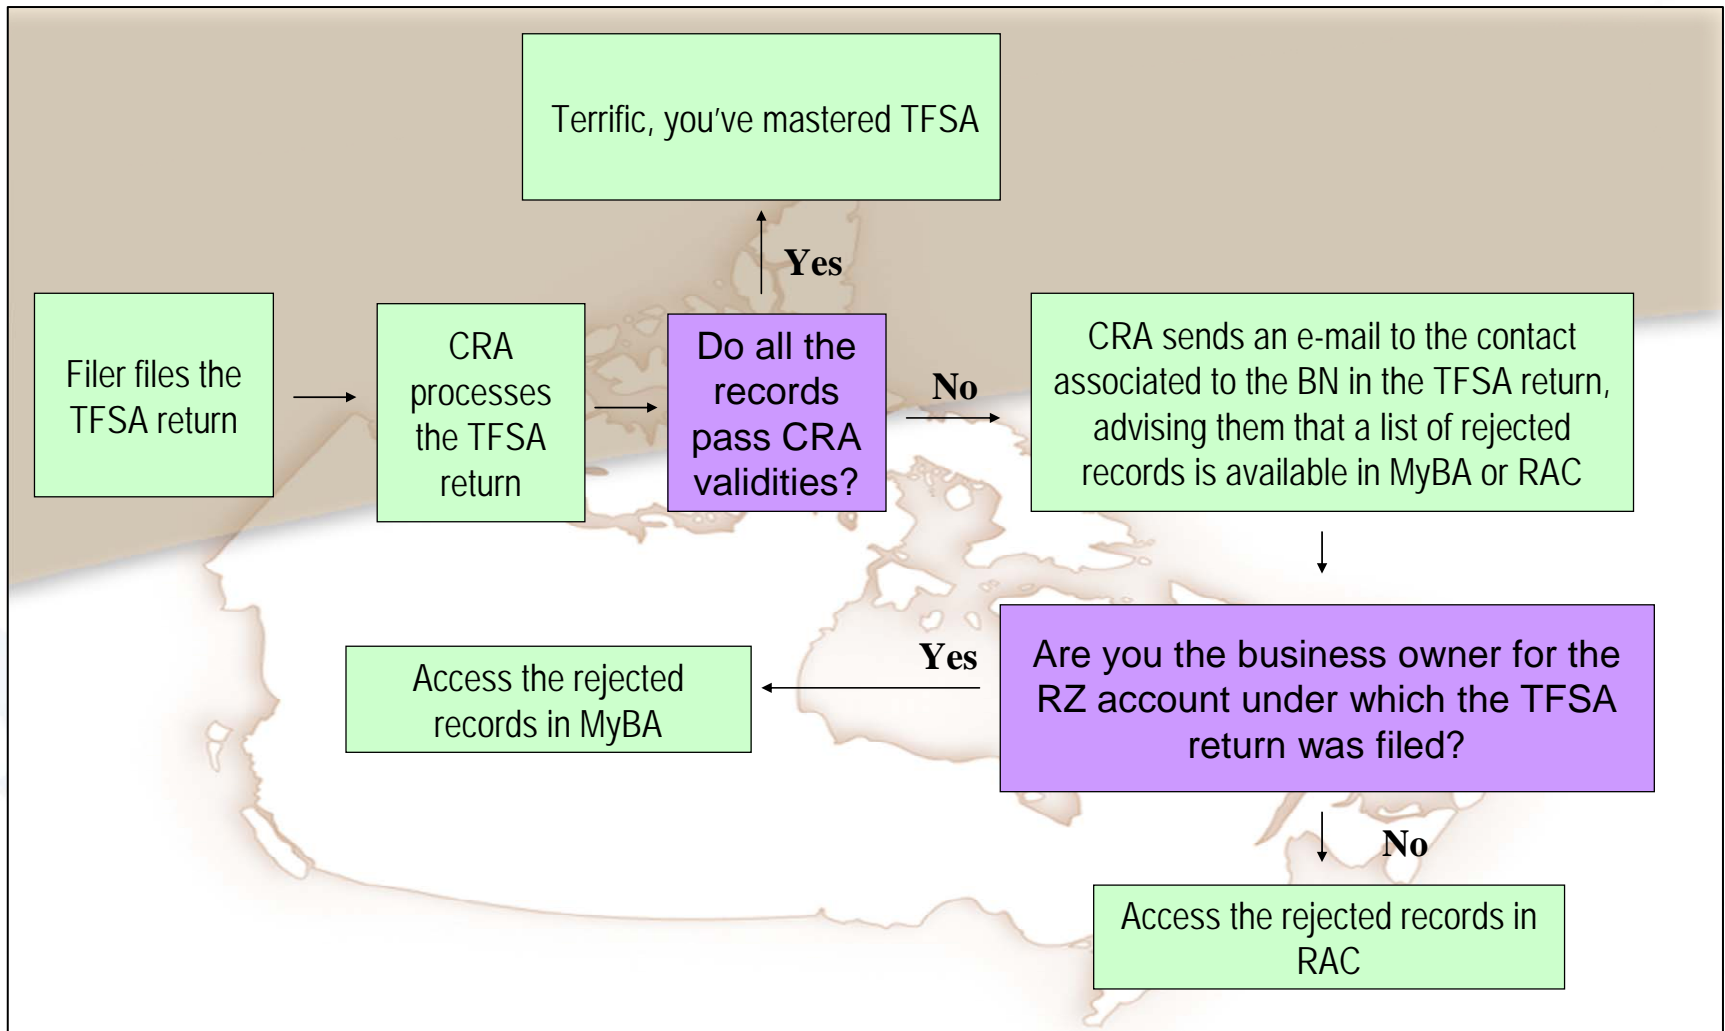 Terrific, you've mastered TFSA
Yes
Filer files the
TFSA return
CRA
processes
the TFSA
return
Do all the
records
pass CRA
validities?
No
CRA sends an e-mail to the contact
associated to the BN in the TFSA return,
advising them that a list of rejected
records is available in MyBA or RAC
Are you the business owner for the
RZ account under which the TFSA
return was filed?
Yes
Access the rejected
records in MyBA
No
Access the rejected records in
RAC